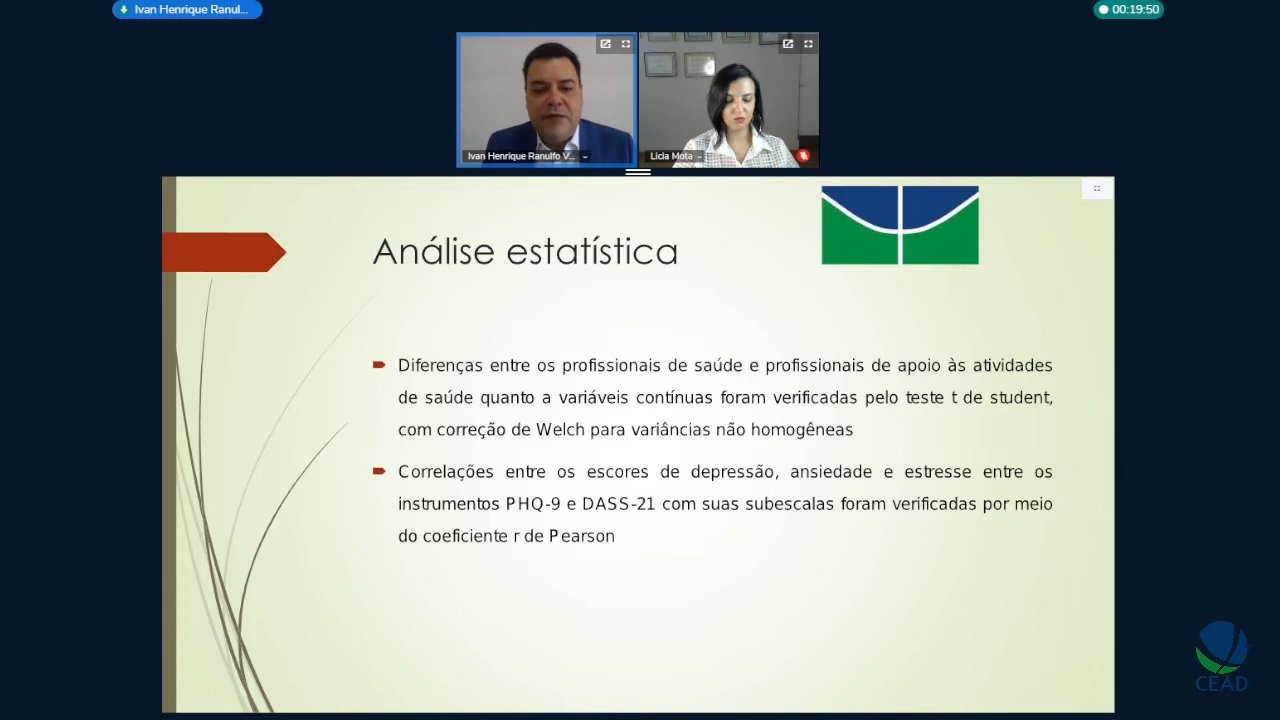 Ivan Henrique Ranul...
00:19:50
Ivan Henrique Ranulfo V...
Licia Mota
Análise estatística
Diferenças entre os profissionais de saúde e profissionais de apoio às atividades
de saúde quanto a variáveis contínuas foram verificadas pelo teste t de student,
com correção de Welch para variâncias não homogêneas
Correlações entre os escores de depressão, ansiedade e estresse entre os
instrumentos PHQ-9 e DASS-21 com suas subescalas foram verificadas por meio
do coeficiente r de Pearson
CEAD